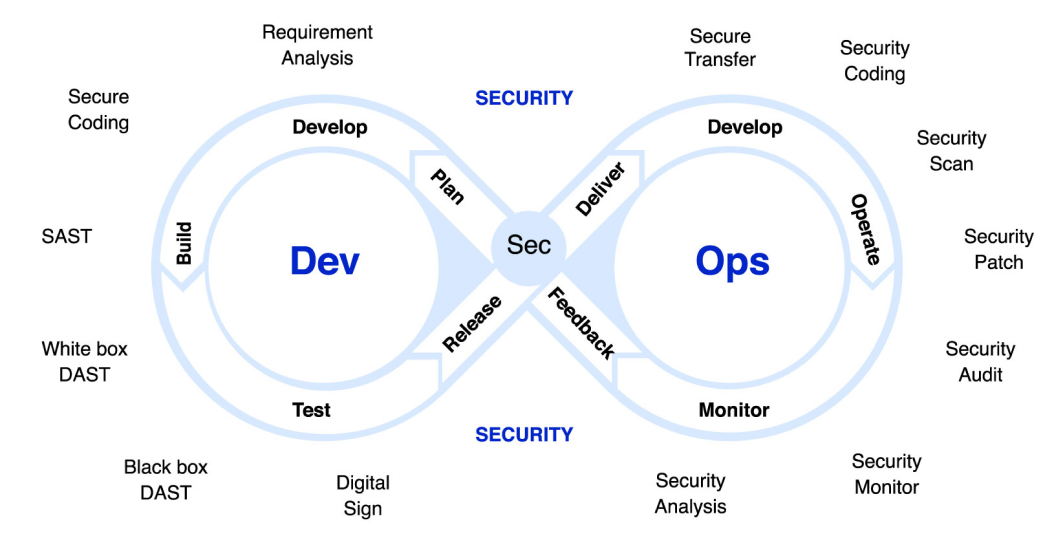 Requirement
Analysis
Secure
Transfer
Security
Coding
Secure
Coding
SECURITY
Develop
Develop
Security
Scan
Plan
Deliver
Build
Operate
SAST
Dev
Sec
Ops
Security
Patch
Release
Feedback
White box
DAST
Security
Audit
Test
Monitor
SECURITY
Black box
DAST
Digital
Sign
Security
Analysis
Security
Monitor